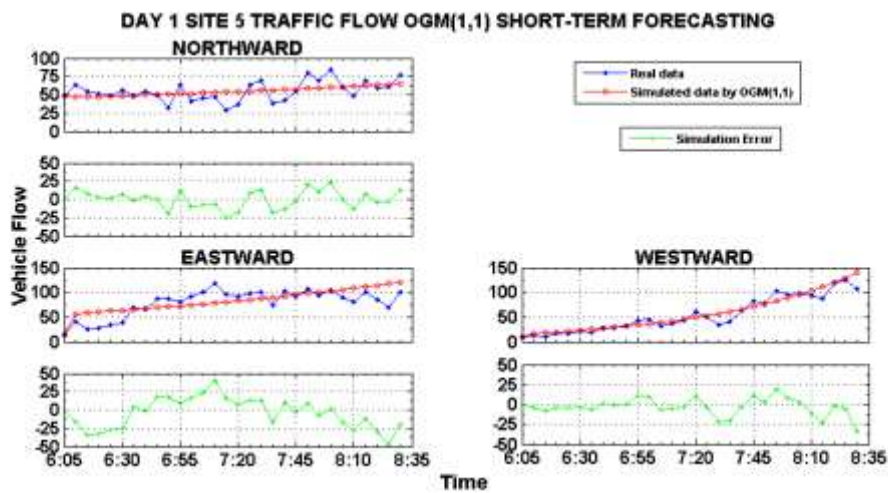 DAY 1 SITE 5 TRAFFIC FLOW OGM(1,1) SHORT-TERM FORECASTING
NORTHWARD
100
75
50
25
0
Real data
Simulated data by OGM(1,1)
Simulation Error
50
25
0
-25
-50
Vehicle Flow
EASTWARD
150
100
50
0
WESTWARD
150
100
50
0
50
25
0
-25
-50
6:05 6:30 6:55 7:20 7:45 8:10 8:35
50
25
0
-25
-50
6:05 6:30 6:55 7:20 7:45 8:10 8:35
Time